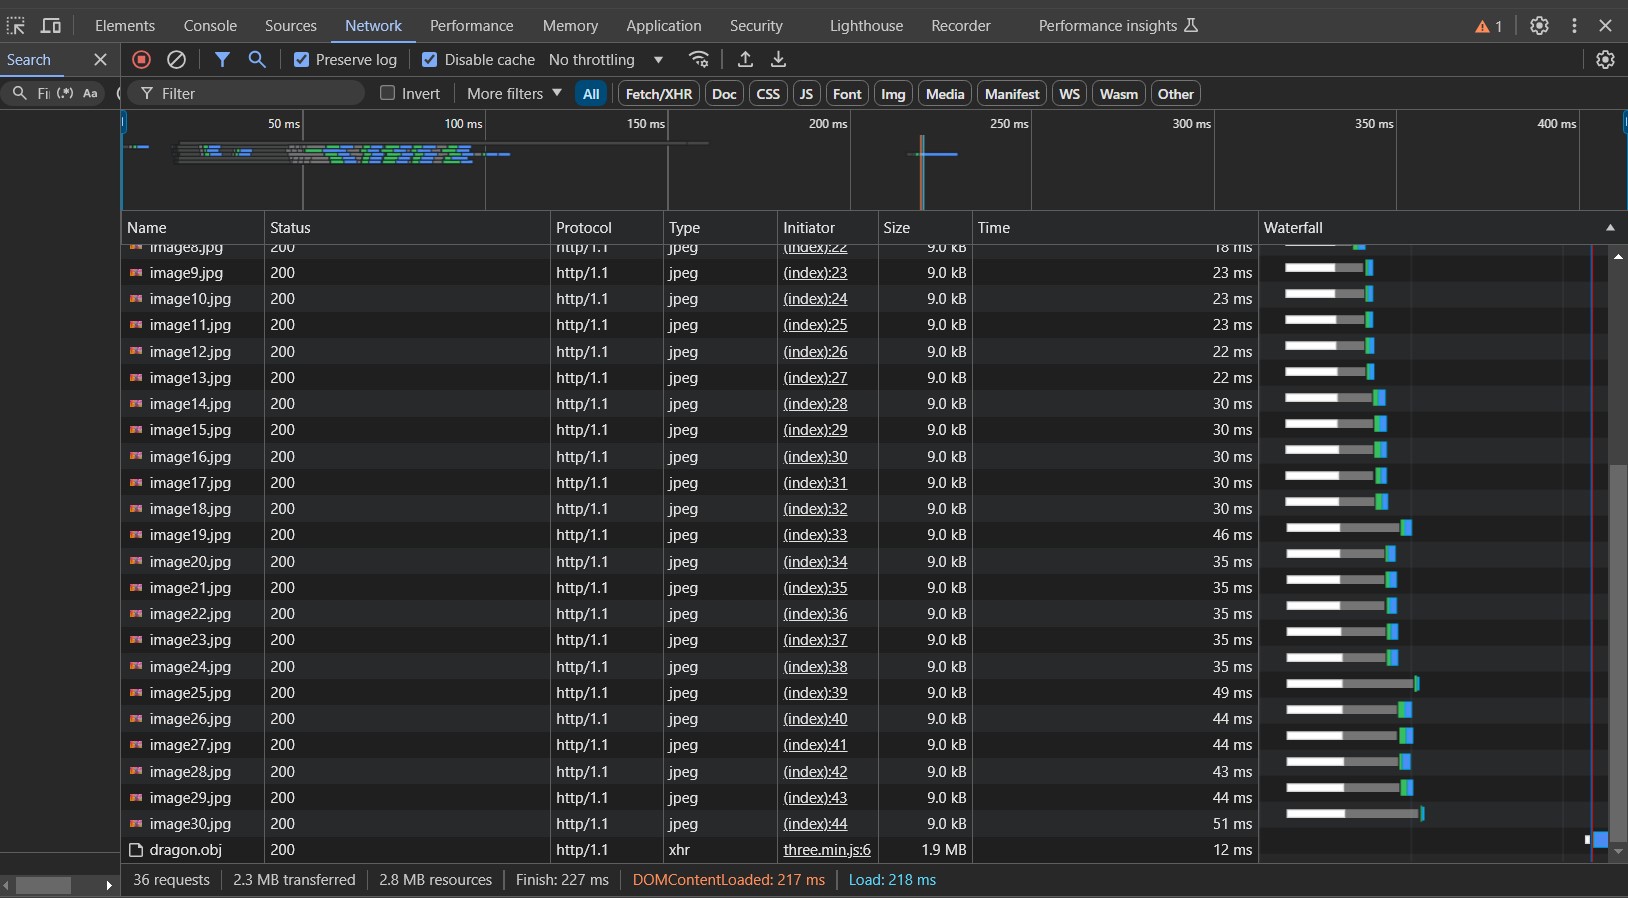 Elements Console Sources Network Performance Memory Application Security Lighthouse Recorder Performance insights 1
Search Preserve log Disable cache No throttling
Fi (.*) Aa Filter Invert More filters All Fetch/XHR Doc CSS JS Font Img Media Manifest WS Wasm Other
50 ms 100 ms 150 ms 200 ms 250 ms 300 ms 350 ms 400 ms
Name Status Protocol Type Initiator Size Time Waterfall
image8.jpg 200 http/1.1 jpeg (index):22 9.0 kB 18 ms
image9.jpg 200 http/1.1 jpeg (index):23 9.0 kB 23 ms
image10.jpg 200 http/1.1 jpeg (index):24 9.0 kB 23 ms
image11.jpg 200 http/1.1 jpeg (index):25 9.0 kB 23 ms
image12.jpg 200 http/1.1 jpeg (index):26 9.0 kB 22 ms
image13.jpg 200 http/1.1 jpeg (index):27 9.0 kB 22 ms
image14.jpg 200 http/1.1 jpeg (index):28 9.0 kB 30 ms
image15.jpg 200 http/1.1 jpeg (index):29 9.0 kB 30 ms
image16.jpg 200 http/1.1 jpeg (index):30 9.0 kB 30 ms
image17.jpg 200 http/1.1 jpeg (index):31 9.0 kB 30 ms
image18.jpg 200 http/1.1 jpeg (index):32 9.0 kB 30 ms
image19.jpg 200 http/1.1 jpeg (index):33 9.0 kB 46 ms
image20.jpg 200 http/1.1 jpeg (index):34 9.0 kB 35 ms
image21.jpg 200 http/1.1 jpeg (index):35 9.0 kB 35 ms
image22.jpg 200 http/1.1 jpeg (index):36 9.0 kB 35 ms
image23.jpg 200 http/1.1 jpeg (index):37 9.0 kB 35 ms
image24.jpg 200 http/1.1 jpeg (index):38 9.0 kB 35 ms
image25.jpg 200 http/1.1 jpeg (index):39 9.0 kB 49 ms
image26.jpg 200 http/1.1 jpeg (index):40 9.0 kB 44 ms
image27.jpg 200 http/1.1 jpeg (index):41 9.0 kB 44 ms
image28.jpg 200 http/1.1 jpeg (index):42 9.0 kB 43 ms
image29.jpg 200 http/1.1 jpeg (index):43 9.0 kB 44 ms
image30.jpg 200 http/1.1 jpeg (index):44 9.0 kB 51 ms
dragon.obj 200 http/1.1 xhr three.min.js:6 1.9 MB 12 ms
36 requests 2.3 MB transferred 2.8 MB resources Finish: 227 ms DOMContentLoaded: 217 ms Load: 218 ms